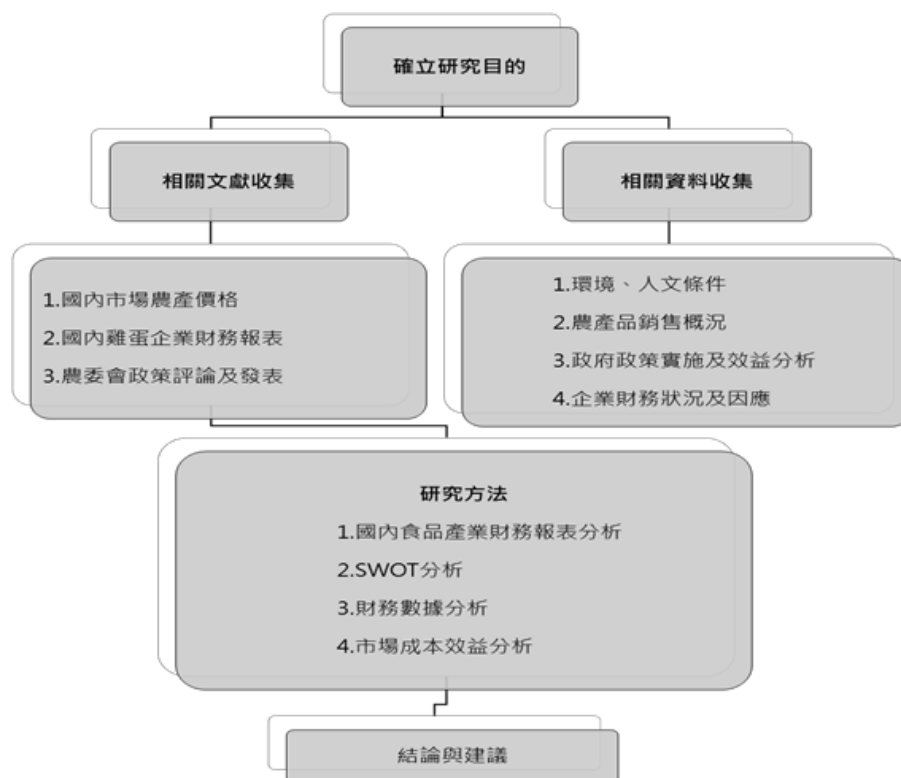 確立研究目的
相關文獻收集
相關資料收集
1.國內市場農產價格
2.國內雞蛋企業財務報表
3.農委會政策評論及發表
1.環境、人文條件
2.農產品銷售概況
3.政府政策實施及效益分析
4.企業財務狀況及因應
研究方法
1.國內食品產業財務報表分析
2.SWOT分析
3.財務數據分析
4.市場成本效益分析
結論與建議